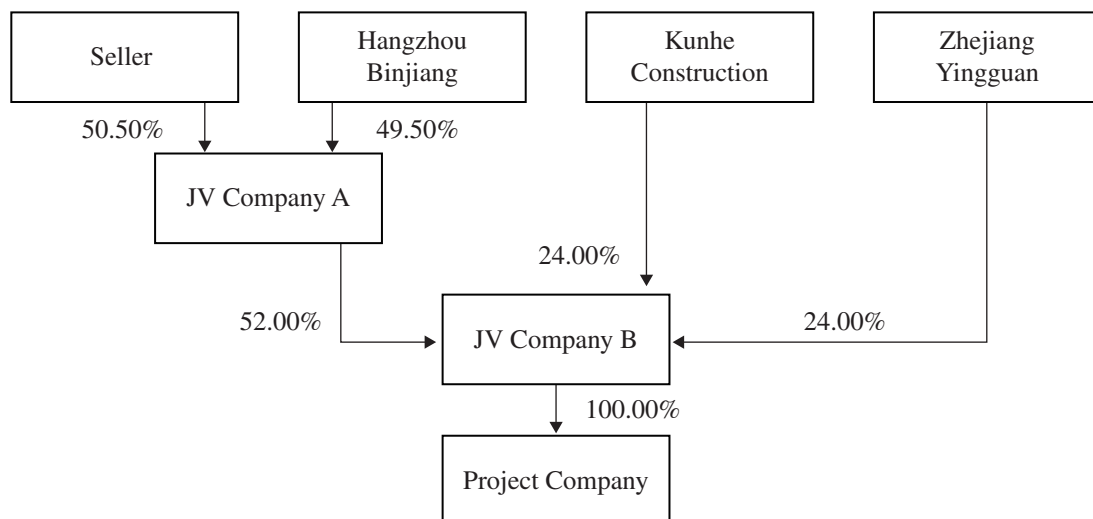 Seller
Hangzhou
Binjiang
Kunhe
Construction
Zhejiang
Yingguan
50.50%
49.50%
JV Company A
24.00%
52.00%
JV Company B
24.00%
100.00%
Project Company